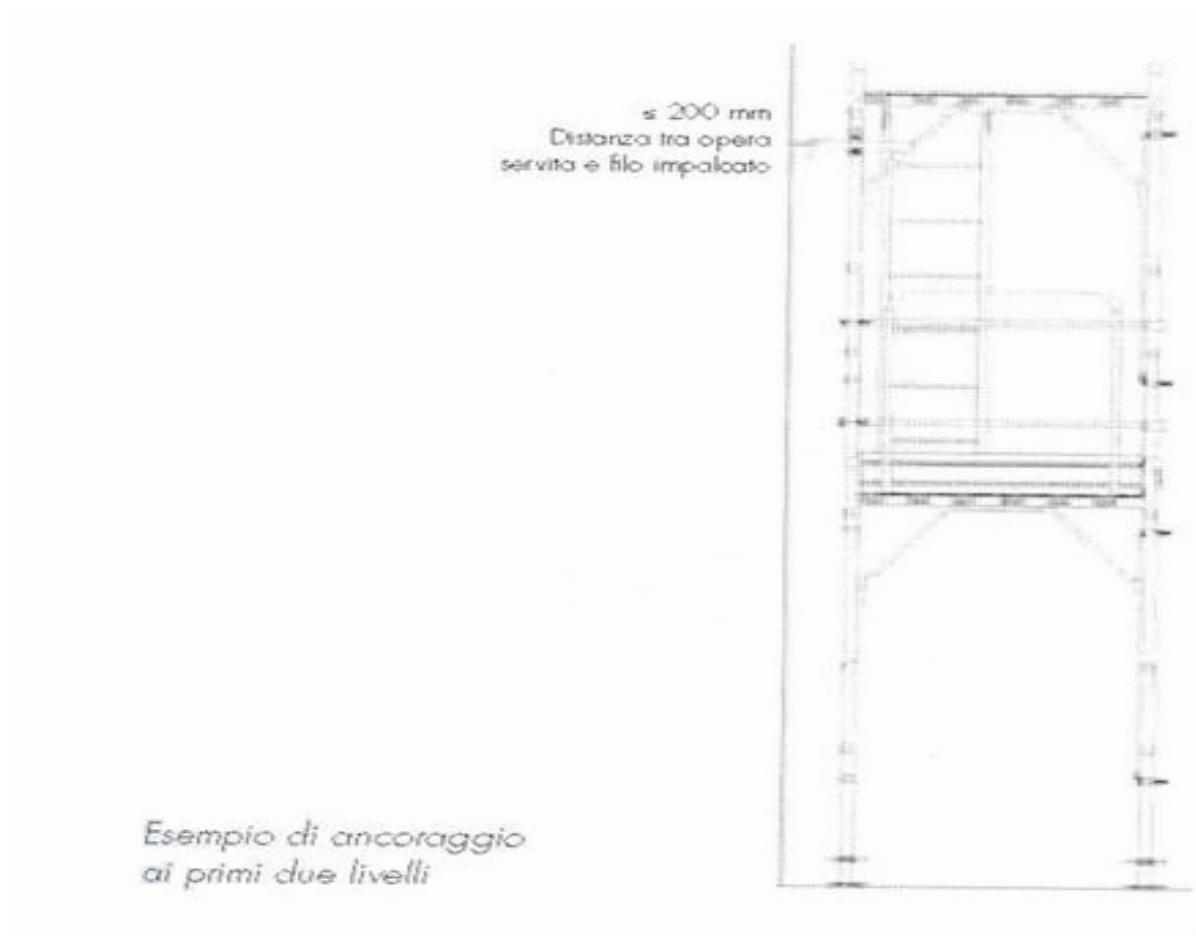 ≤ 200 mm
Distanza tra opera
servita e filo impalcato
Esempio di ancoraggio
ai primi due livelli